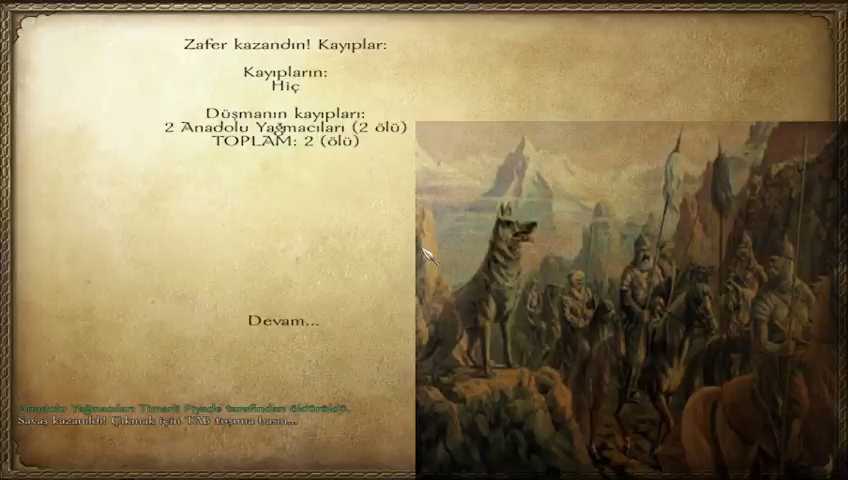 Zafer kazandın! Kayıplar:
Kayıpların:
Hiç
Düşmanın kayıpları:
2 Anadolu Yağmacıları (2 ölü)
TOPLAM: 2 (ölü)
Devam...
Anadolu Yağmacıları Tımarlı Piyade tarafından öldürüldü.
Savaş kazanıldı! Çıkmak için TAB tuşuna basın...